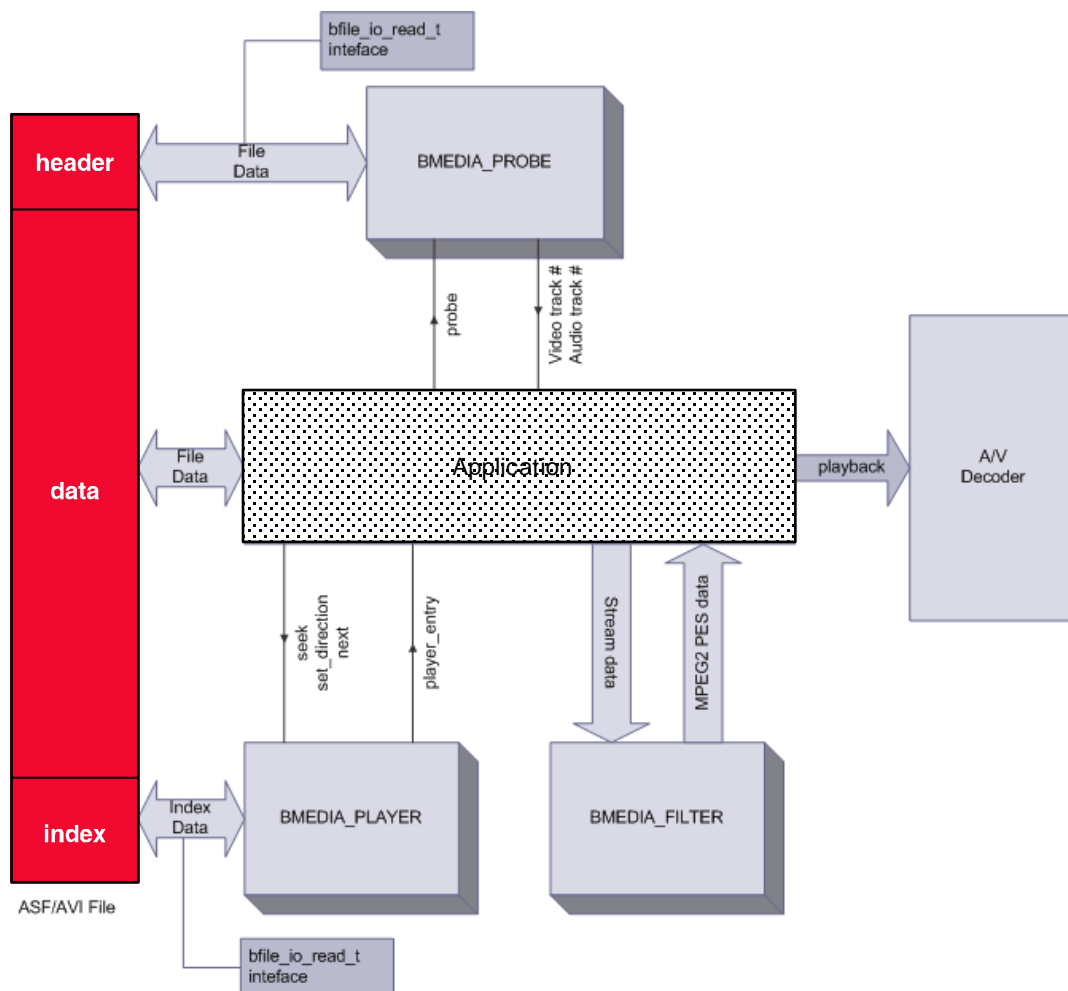 bfile_io_read_t
inteface
header
File
Data
BMEDIA_PROBE
probe
Video track #
Audio track #
data
File
Data
Application
playback
A/V
Decoder
seek
set_direction
next
player_entry
Stream data
MPEG2 PES data
index
Index
Data
BMEDIA_PLAYER
BMEDIA_FILTER
ASF/AVI File
bfile_io_read_t
inteface